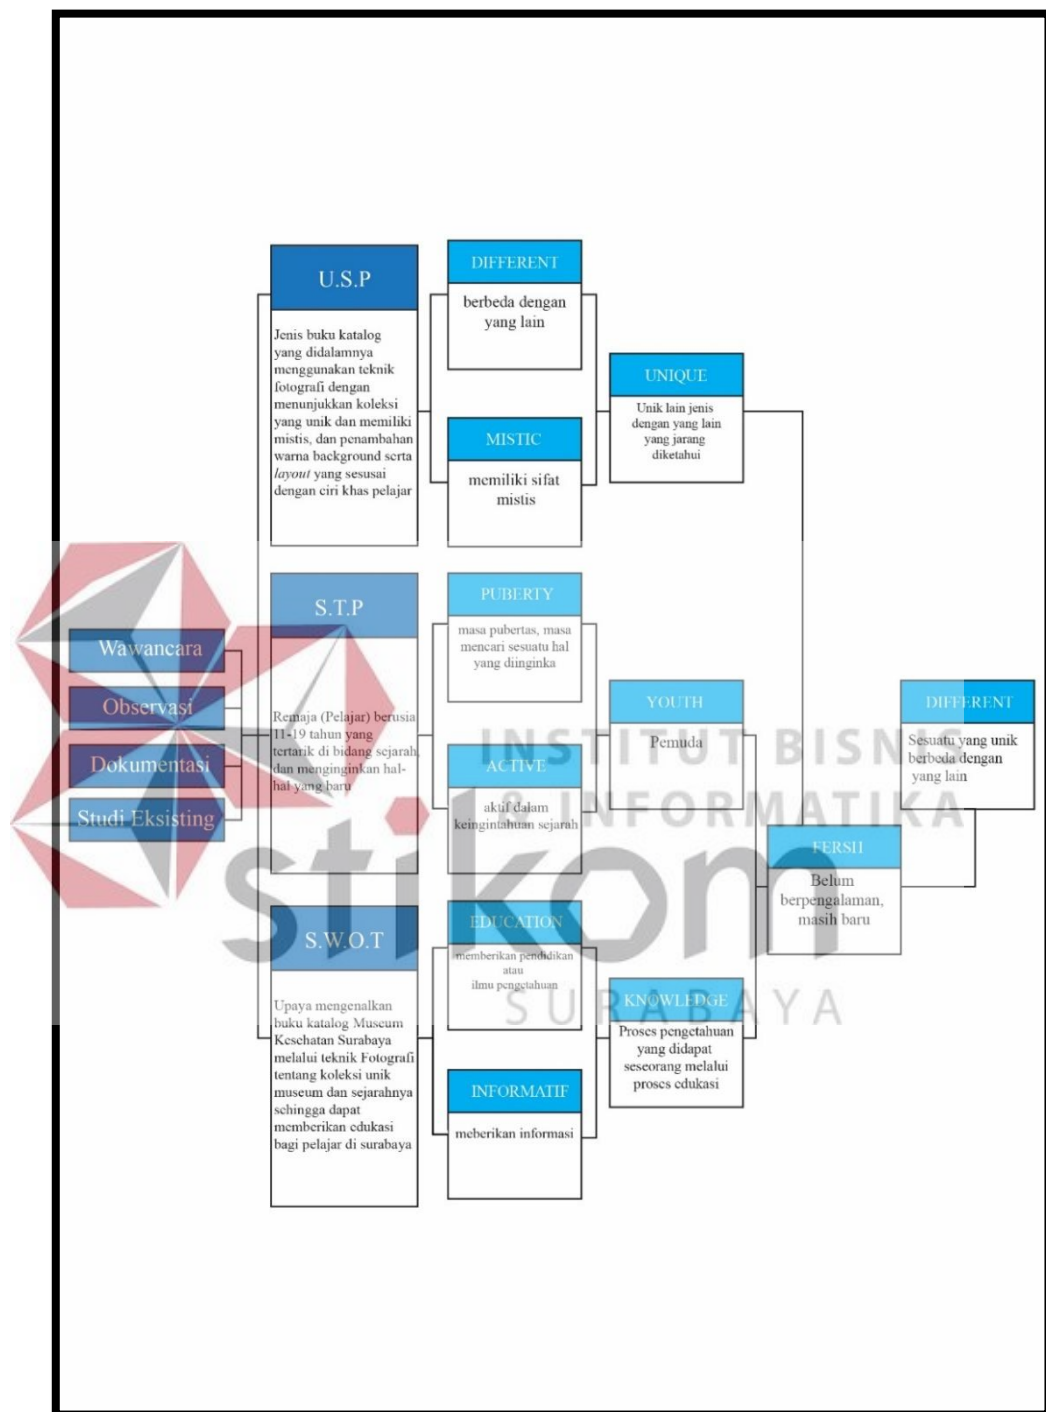 Wawancara
Observasi
Dokumentasi
Studi Eksisting
U.S.P
Jenis buku katalog
yang didalamnya
menggunakan teknik
fotografi dengan
menunjukkan koleksi
yang unik dan memiliki
mistis, dan penambahan
warna background serta
layout yang sesusai
dengan ciri khas pelajar
S.T.P
Remaja (Pelajar) berusia
11-19 tahun yang
tertarik di bidang sejarah,
dan menginginkan hal-
hal yang baru
S.W.O.T
Upaya mengenalkan
buku katalog Museum
Kesehatan Surabaya
melalui teknik Fotografi
tentang koleksi unik
museum dan sejarahnya
sehingga dapat
memberikan edukasi
bagi pelajar di surabaya
DIFFERENT
berbeda dengan
yang lain
MISTIC
memiliki sifat
mistis
PUBERTY
masa pubertas, masa
mencari sesuatu hal
yang diinginka
ACTIVE
aktif dalam
keingintahuan sejarah
EDUCATION
memberikan pendidikan
atau
ilmu pengetahuan
INFORMATIF
meberikan informasi
UNIQUE
Unik lain jenis
dengan yang lain
yang jarang
diketahui
YOUTH
Pemuda
KNOWLEDGE
Proses pengetahuan
yang didapat
seseorang melalui
proses edukasi
FERSH
Belum
berpengalaman,
masih baru
DIFFERENT
Sesuatu yang unik
berbeda dengan
yang lain
INSTITUT BISNIS
& INFORMATIKA
stikom
SURABAYA